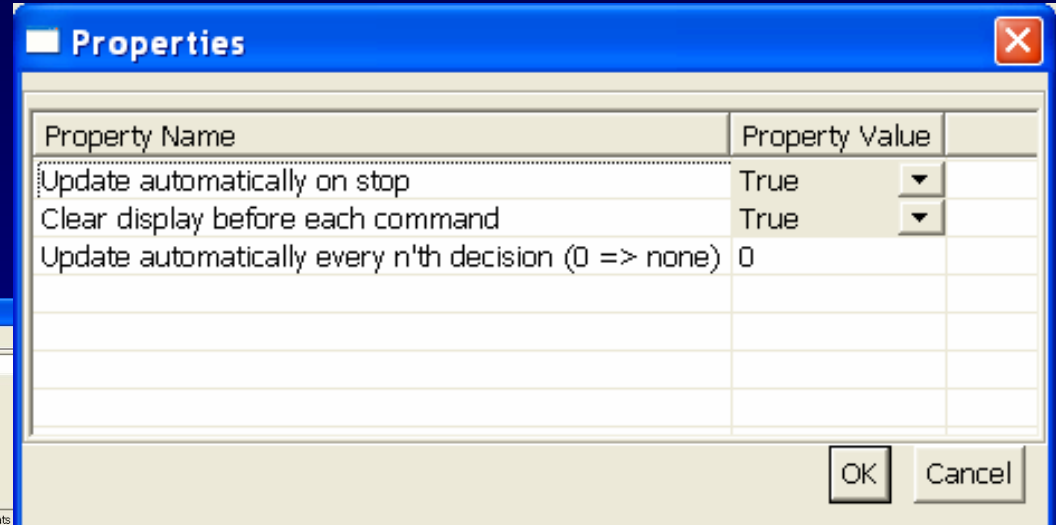 Properties
Property Name Property Value
Update automatically on stop True
Clear display before each command True
Update automatically every n'th decision (0 => none) 0
OK Cancel